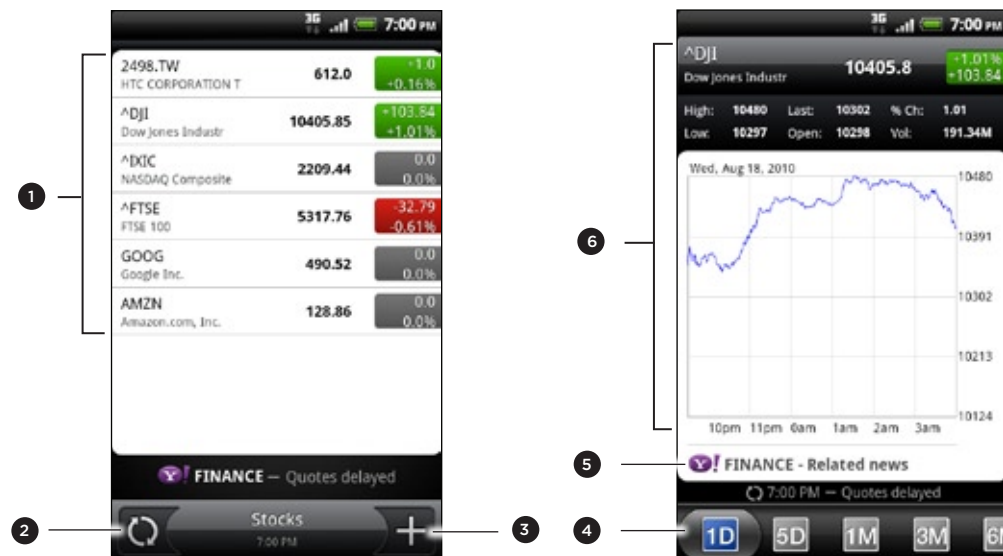 3G 7:00 PM
1
2498.TW 612.0 +1.0
HTC CORPORATION T +0.16%
^DJI 10405.85 +103.84
Dow Jones Industr +1.01%
^IXIC 2209.44 0.0
NASDAQ Composite 0.0%
^FTSE 5317.76 -32.79
FTSE 100 -0.61%
GOOG 490.52 0.0
Google Inc. 0.0%
AMZN 128.86 0.0
Amazon.com, Inc. 0.0%
Y! FINANCE — Quotes delayed
2
Stocks
7:00 PM
3
3G 7:00 PM
6
^DJI 10405.8 +1.01%
Dow Jones Industr +103.84
High: 10480 Last: 10302 % Ch: 1.01
Low: 10297 Open: 10298 Vol: 191.34M
Wed, Aug 18, 2010
10480
10391
10302
10213
10124
10pm 11pm 0am 1am 2am 3am
5
Y! FINANCE - Related news
7:00 PM — Quotes delayed
4
1D 5D 1M 3M